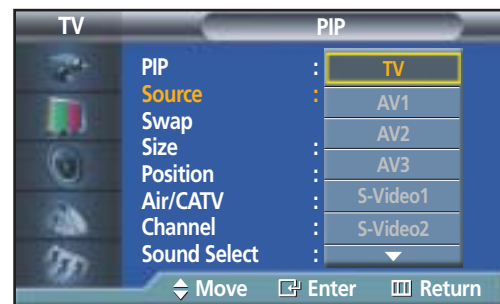 TV PIP
PIP : TV
Source : AV1
Swap AV2
Size :
Position : AV3
Air/CATV : S-Video1
Channel : S-Video2
Sound Select :
Move Enter Return